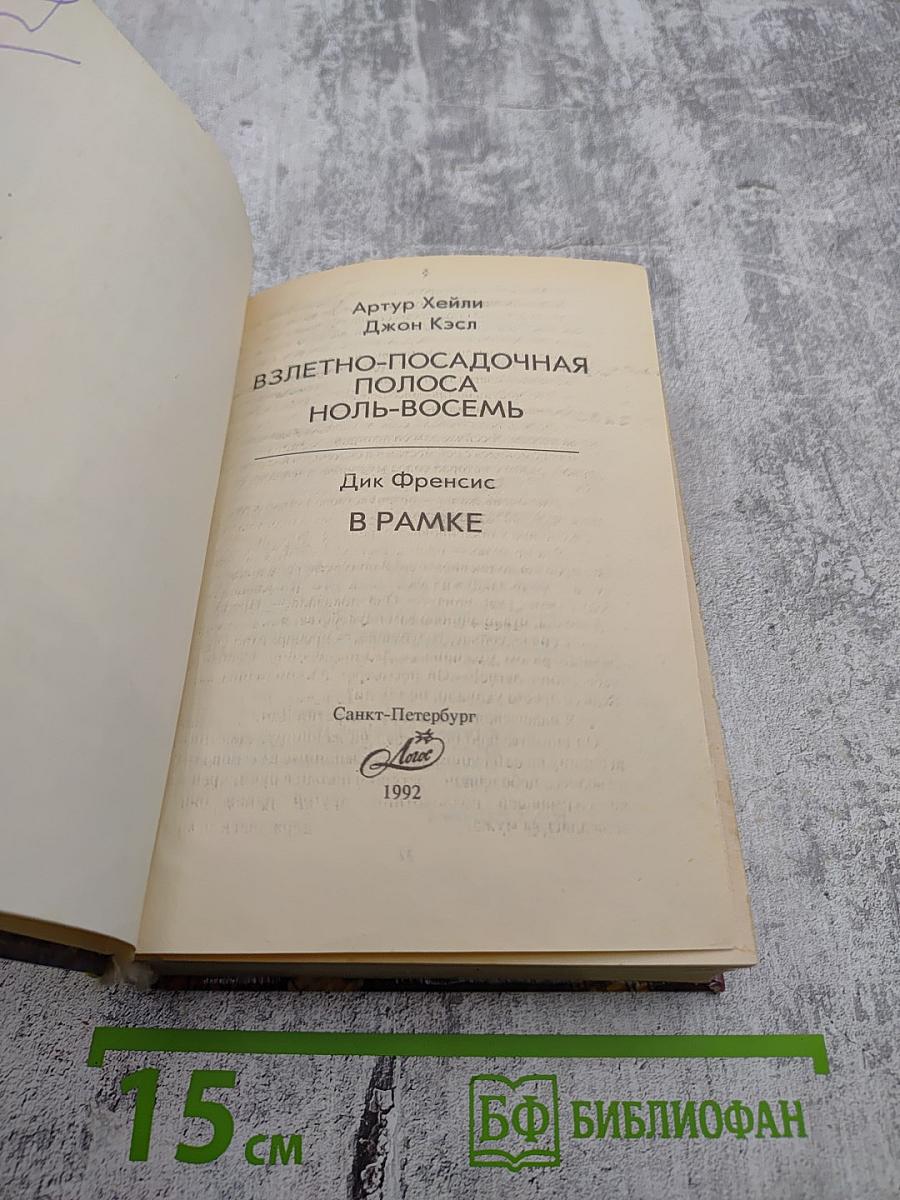 Артур Хейли
Джон Кэсл
ВЗЛЕТНО-ПОСАДОЧНАЯ
ПОЛОСА
НОЛЬ-ВОСЕМЬ
Дик Френсис
В РАМКЕ
Санкт-Петербург
Логос
1992
15 см
БФ БИБЛИОФАН